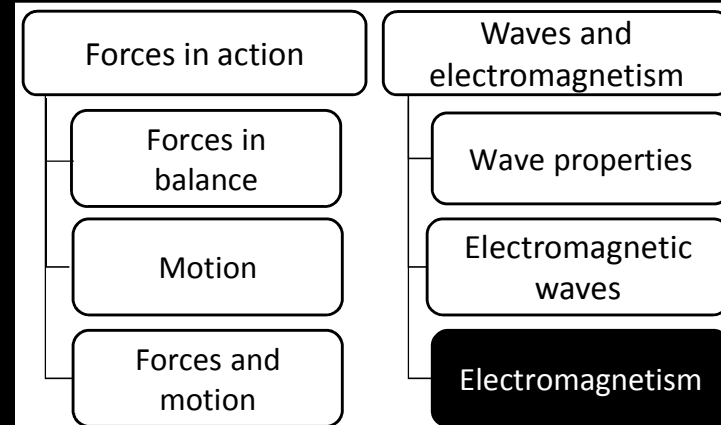 Forces in action
Forces in
balance
Motion
Forces and
motion
Waves and
electromagnetism
Wave properties
Electromagnetic
waves
Electromagnetism